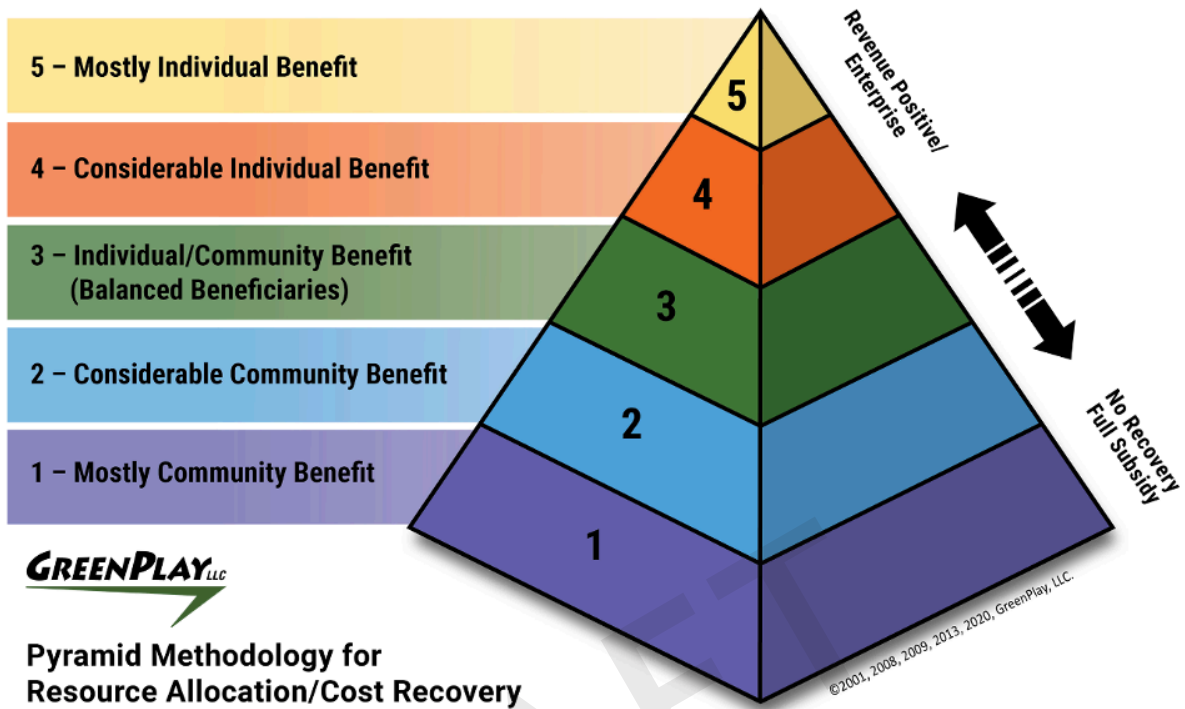 5 – Mostly Individual Benefit
4 – Considerable Individual Benefit
3 – Individual/Community Benefit
(Balanced Beneficiaries)
2 – Considerable Community Benefit
1 – Mostly Community Benefit
5
4
3
2
1
Revenue Positive/
Enterprise
No Recovery
Full Subsidy
©2001, 2008, 2009, 2013, 2020, GreenPlay, LLC.
GREENPLAY LLC
Pyramid Methodology for
Resource Allocation/Cost Recovery